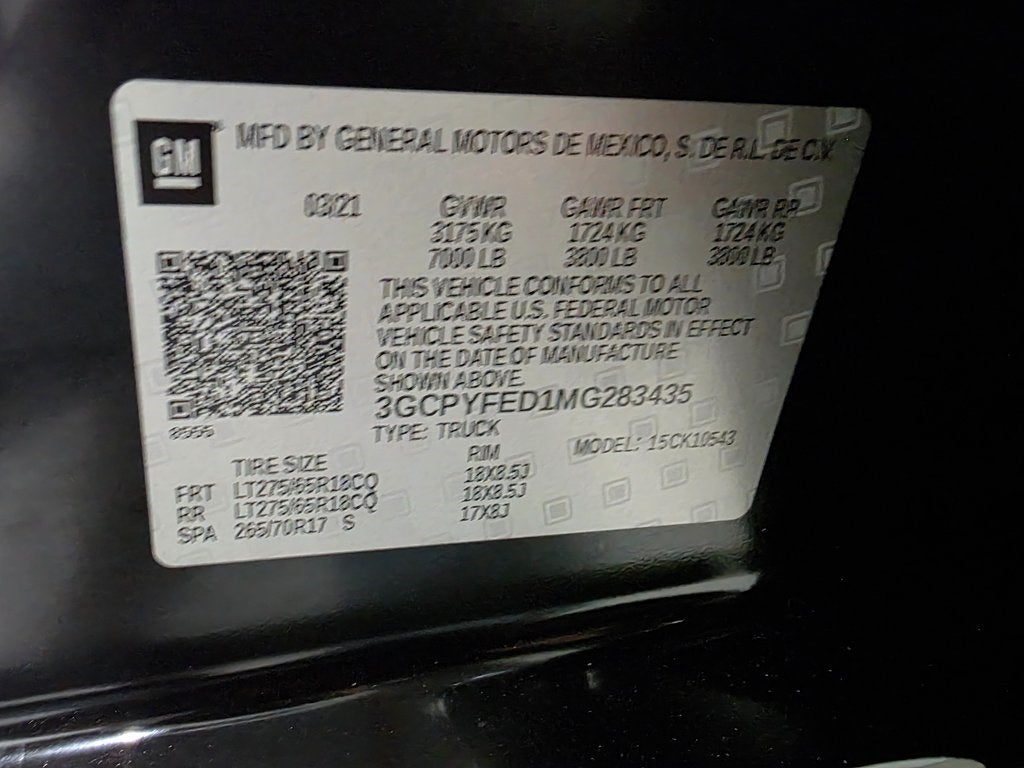 GM MFD BY GENERAL MOTORS DE MEXICO, S. DE R.L. DE C.V.
03/21 GVWR GAWR FRT GAWR RR
3175 KG 1724 KG 1724 KG
7000 LB 3800 LB 3800 LB
THIS VEHICLE CONFORMS TO ALL
APPLICABLE U.S. FEDERAL MOTOR
VEHICLE SAFETY STANDARDS IN EFFECT
ON THE DATE OF MANUFACTURE
SHOWN ABOVE.
3GCPYFED1MG283435
8555 TYPE: TRUCK MODEL: 15CK10543
TIRE SIZE RIM
FRT LT275/65R18CQ 18X8.5J
RR LT275/65R18CQ 18X8.5J
SPA 265/70R17 S 17X8J